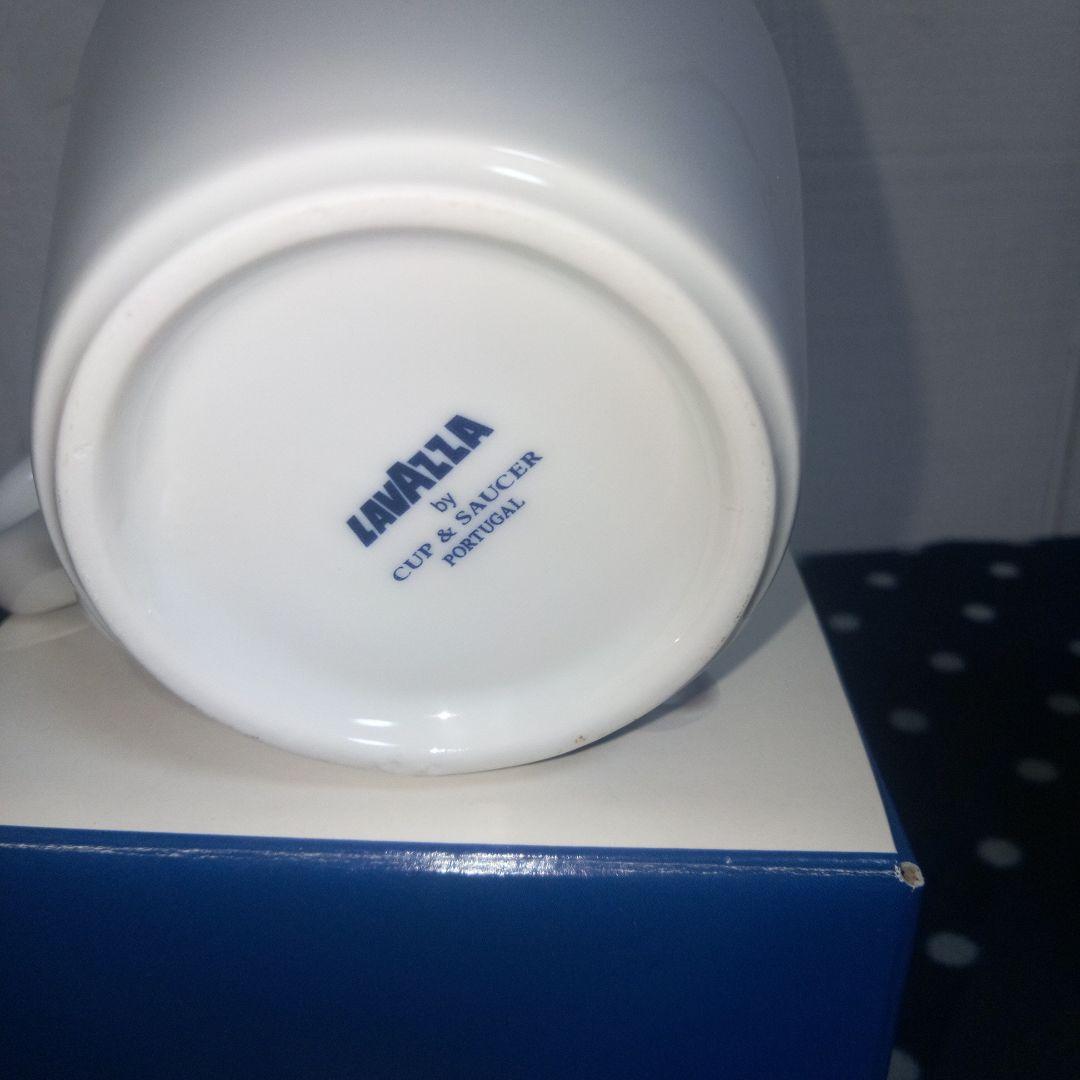 LAVAZZA
by
CUP & SAUCER
PORTUGAL